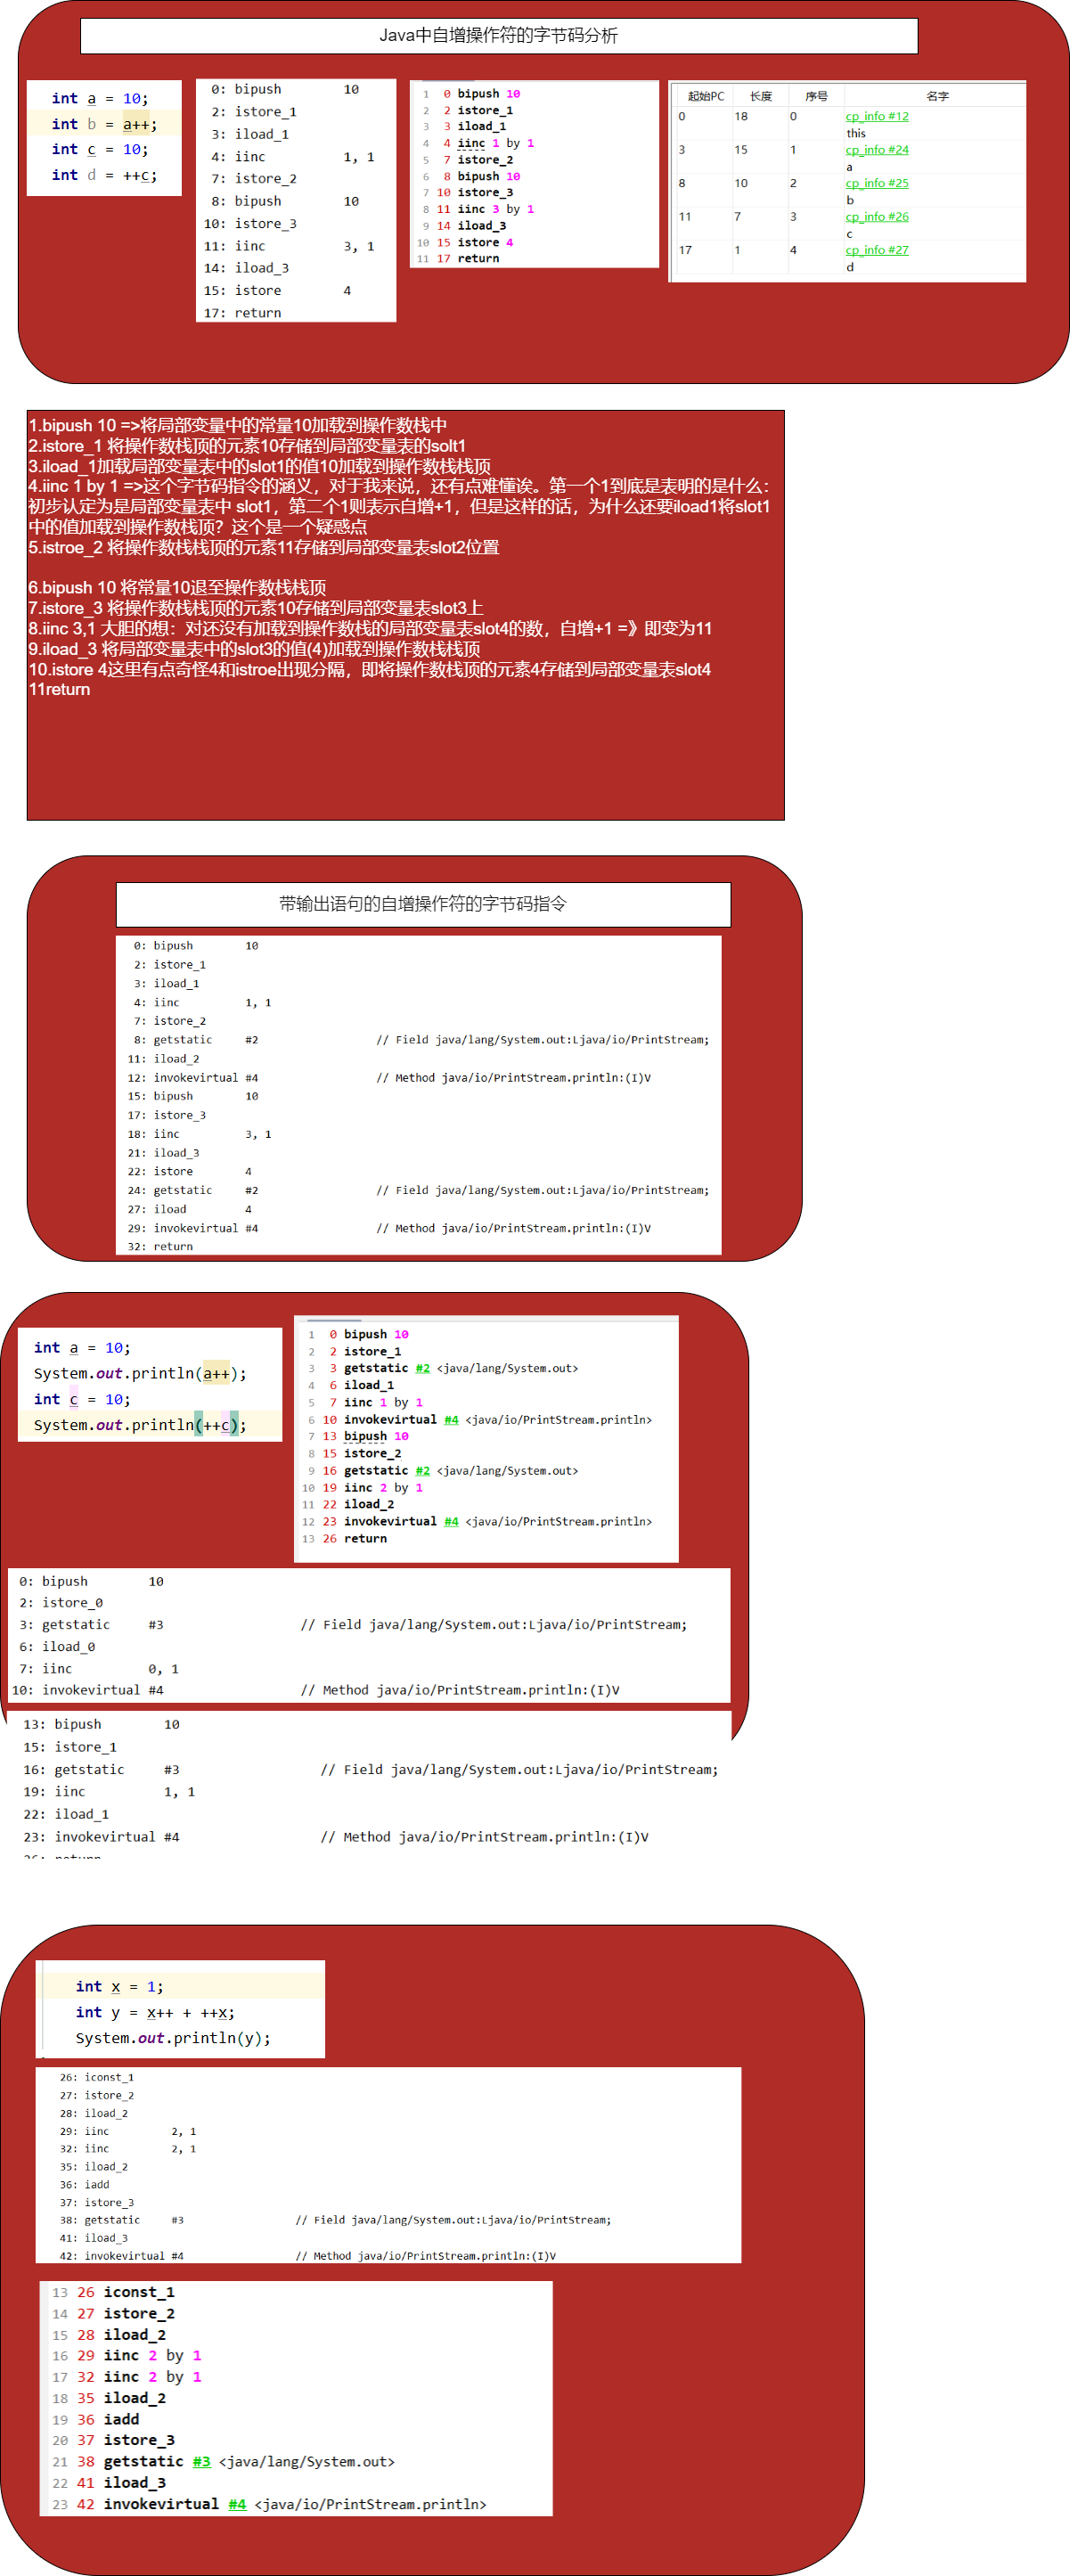 Java中自增操作符的字节码分析
int a = 10;
int b = a++;
int c = 10;
int d = ++c;
0: bipush 10
2: istore_1
3: iload_1
4: iinc 1, 1
7: istore_2
8: bipush 10
10: istore_3
11: iinc 3, 1
14: iload_3
15: istore 4
17: return
1 0 bipush 10
2 2 istore_1
3 3 iload_1
4 4 iinc 1 by 1
5 7 istore_2
6 8 bipush 10
7 10 istore_3
8 11 iinc 3 by 1
9 14 iload_3
10 15 istore 4
11 17 return
起始PC 长度 序号 名字
0 18 0 cp_info #12
this
3 15 1 cp_info #24
a
8 10 2 cp_info #25
b
11 7 3 cp_info #26
c
17 1 4 cp_info #27
d
1.bipush 10 =>将局部变量中的常量10加载到操作数栈中
2.istore_1 将操作数栈顶的元素10存储到局部变量表的solt1
3.iload_1加载局部变量表中的slot1的值10加载到操作数栈栈顶
4.iinc 1 by 1 =>这个字节码指令的涵义，对于我来说，还有点难懂诶。第一个1到底是表明的是什么：
初步认定为是局部变量表中 slot1，第二个1则表示自增+1，但是这样的话，为什么还要iload1将slot1
中的值加载到操作数栈顶？这个是一个疑惑点
5.istroe_2 将操作数栈栈顶的元素11存储到局部变量表slot2位置
6.bipush 10 将常量10退至操作数栈栈顶
7.istore_3 将操作数栈栈顶的元素10存储到局部变量表slot3上
8.iinc 3,1 大胆的想：对还没有加载到操作数栈的局部变量表slot4的数，自增+1 =》即变为11
9.iload_3 将局部变量表中的slot3的值(4)加载到操作数栈栈顶
10.istore 4这里有点奇怪4和istroe出现分隔，即将操作数栈顶的元素4存储到局部变量表slot4
11return
带输出语句的自增操作符的字节码指令
0: bipush 10
2: istore_1
3: iload_1
4: iinc 1, 1
7: istore_2
8: getstatic #2 // Field java/lang/System.out:Ljava/io/PrintStream;
11: iload_2
12: invokevirtual #4 // Method java/io/PrintStream.println:(I)V
15: bipush 10
17: istore_3
18: iinc 3, 1
21: iload_3
22: istore 4
24: getstatic #2 // Field java/lang/System.out:Ljava/io/PrintStream;
27: iload 4
29: invokevirtual #4 // Method java/io/PrintStream.println:(I)V
32: return
int a = 10;
System.out.println(a++);
int c = 10;
System.out.println(++c);
1 0 bipush 10
2 2 istore_1
3 3 getstatic #2 <java/lang/System.out>
4 6 iload_1
5 7 iinc 1 by 1
6 10 invokevirtual #4 <java/io/PrintStream.println>
7 13 bipush 10
8 15 istore_2
9 16 getstatic #2 <java/lang/System.out>
10 19 iinc 2 by 1
11 22 iload_2
12 23 invokevirtual #4 <java/io/PrintStream.println>
13 26 return
0: bipush 10
2: istore_0
3: getstatic #3 // Field java/lang/System.out:Ljava/io/PrintStream;
6: iload_0
7: iinc 0, 1
10: invokevirtual #4 // Method java/io/PrintStream.println:(I)V
13: bipush 10
15: istore_1
16: getstatic #3 // Field java/lang/System.out:Ljava/io/PrintStream;
19: iinc 1, 1
22: iload_1
23: invokevirtual #4 // Method java/io/PrintStream.println:(I)V
26: return
int x = 1;
int y = x++ + ++x;
System.out.println(y);
26: iconst_1
27: istore_2
28: iload_2
29: iinc 2, 1
32: iinc 2, 1
35: iload_2
36: iadd
37: istore_3
38: getstatic #3 // Field java/lang/System.out:Ljava/io/PrintStream;
41: iload_3
42: invokevirtual #4 // Method java/io/PrintStream.println:(I)V
13 26 iconst_1
14 27 istore_2
15 28 iload_2
16 29 iinc 2 by 1
17 32 iinc 2 by 1
18 35 iload_2
19 36 iadd
20 37 istore_3
21 38 getstatic #3 <java/lang/System.out>
22 41 iload_3
23 42 invokevirtual #4 <java/io/PrintStream.println>